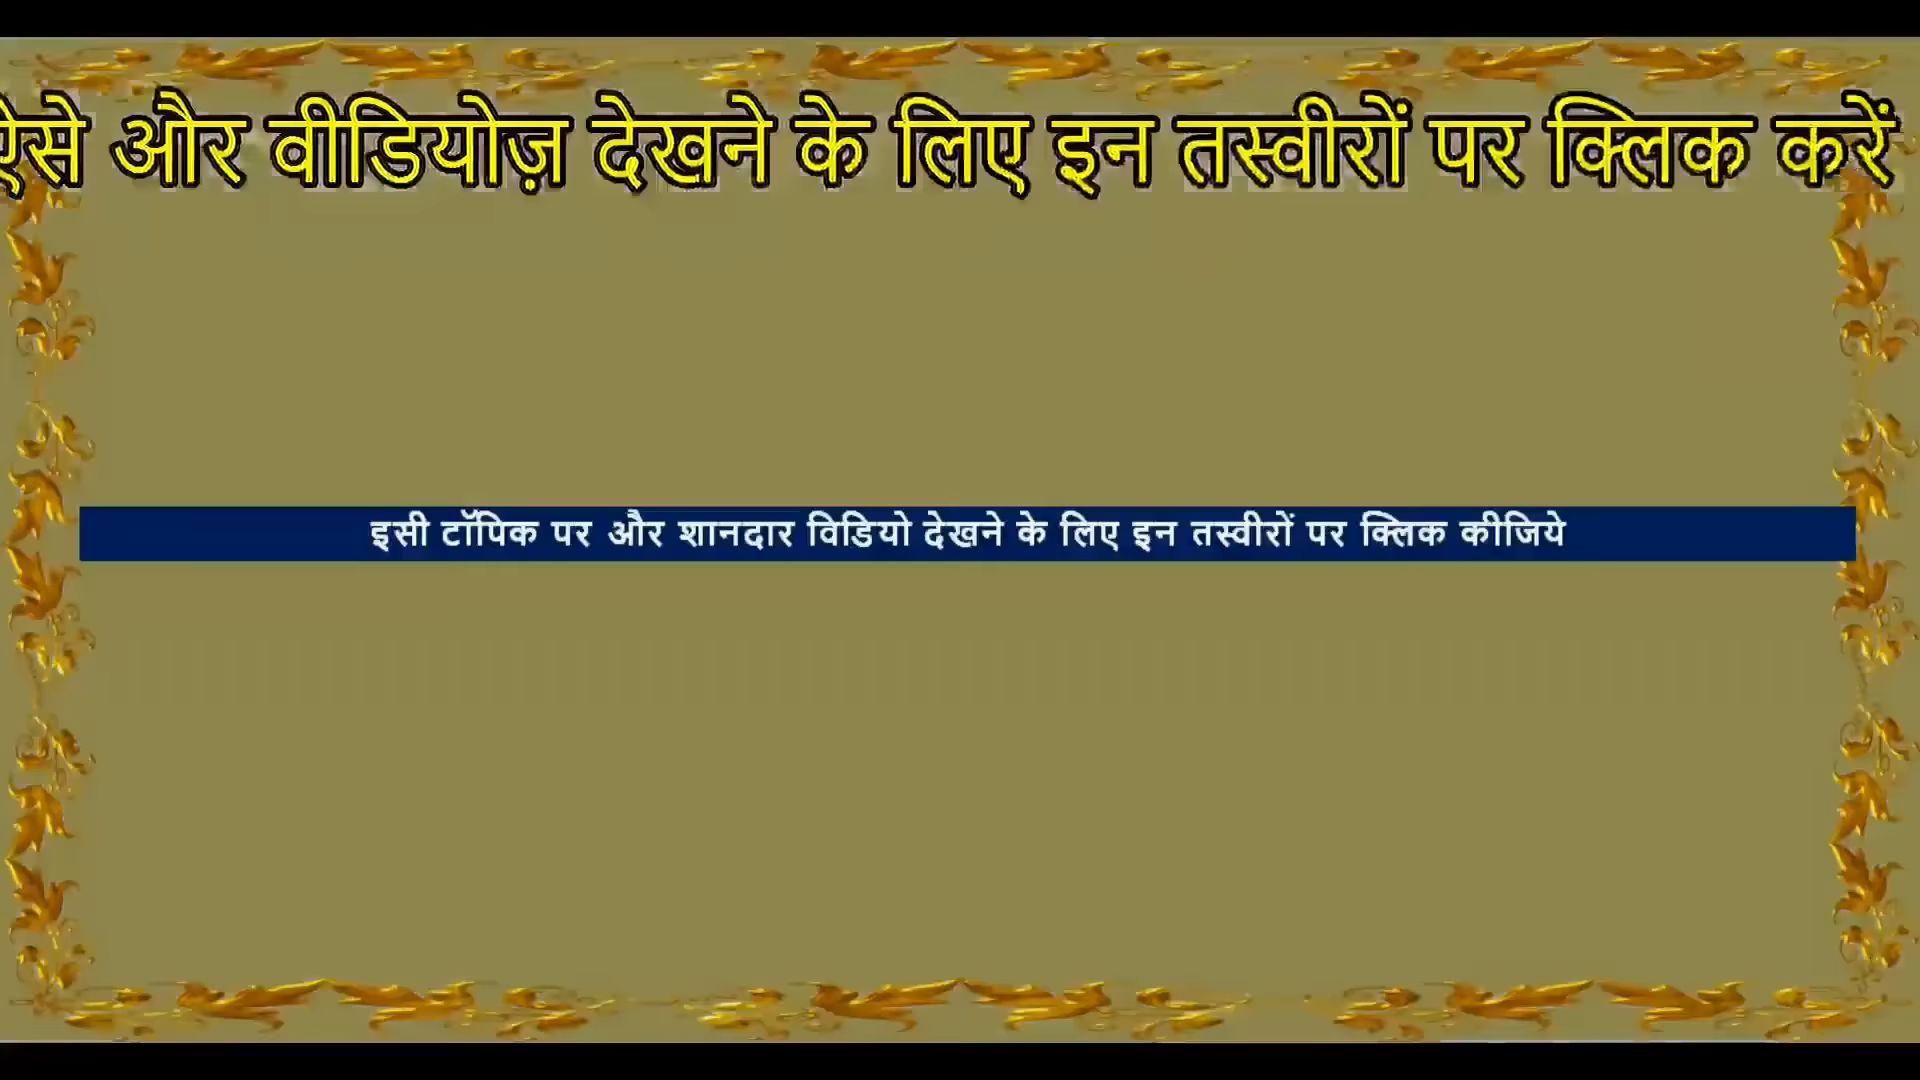 ऐसे और वीडियोज़ देखने के लिए इन तस्वीरों पर क्लिक करें
इसी टॉपिक पर और शानदार विडियो देखने के लिए इन तस्वीरों पर क्लिक कीजिये